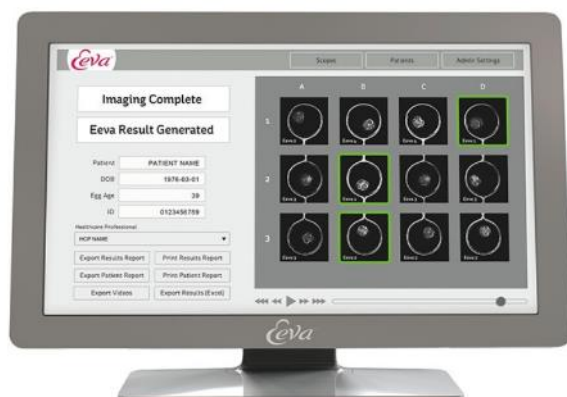 Eeva
Scopes Patients Admin Settings
Imaging Complete
Eeva Result Generated
Patient PATIENT NAME
DOB 1976-03-01
Egg Age 39
ID 0123456789
Healthcare Professional
HCP NAME
Export Results Report Print Results Report
Export Patient Report Print Patient Report
Export Videos Export Results (Excel)
A B C D
1
2
3
Eeva